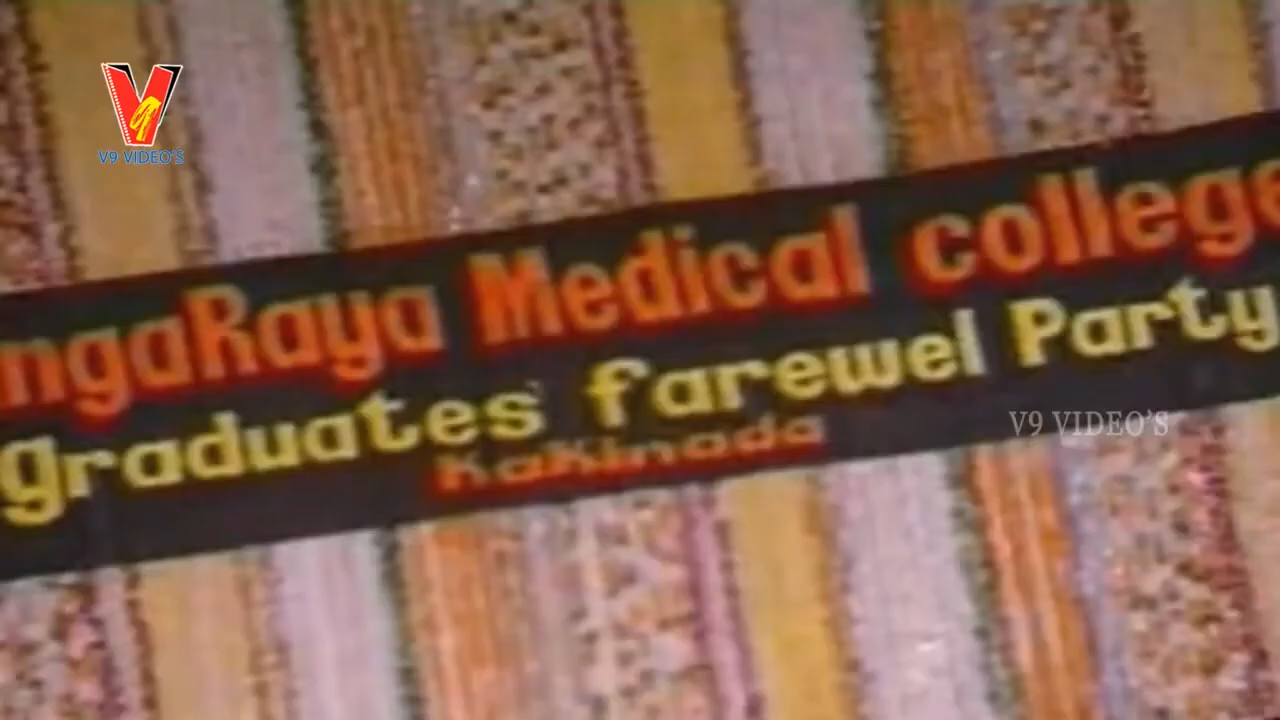 V9 VIDEO'S
ngaRaya Medical college
graduates' farewel Party
Kakinada
V9 VIDEO'S